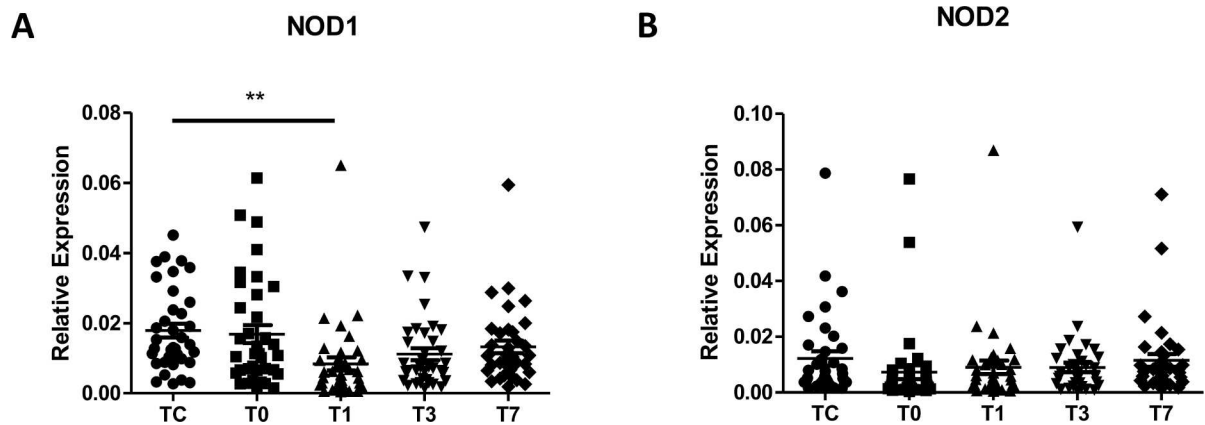 A
NOD1
**
Relative Expression
0.08
0.06
0.04
0.02
0.00
TC T0 T1 T3 T7
B
NOD2
Relative Expression
0.10
0.08
0.06
0.04
0.02
0.00
TC T0 T1 T3 T7